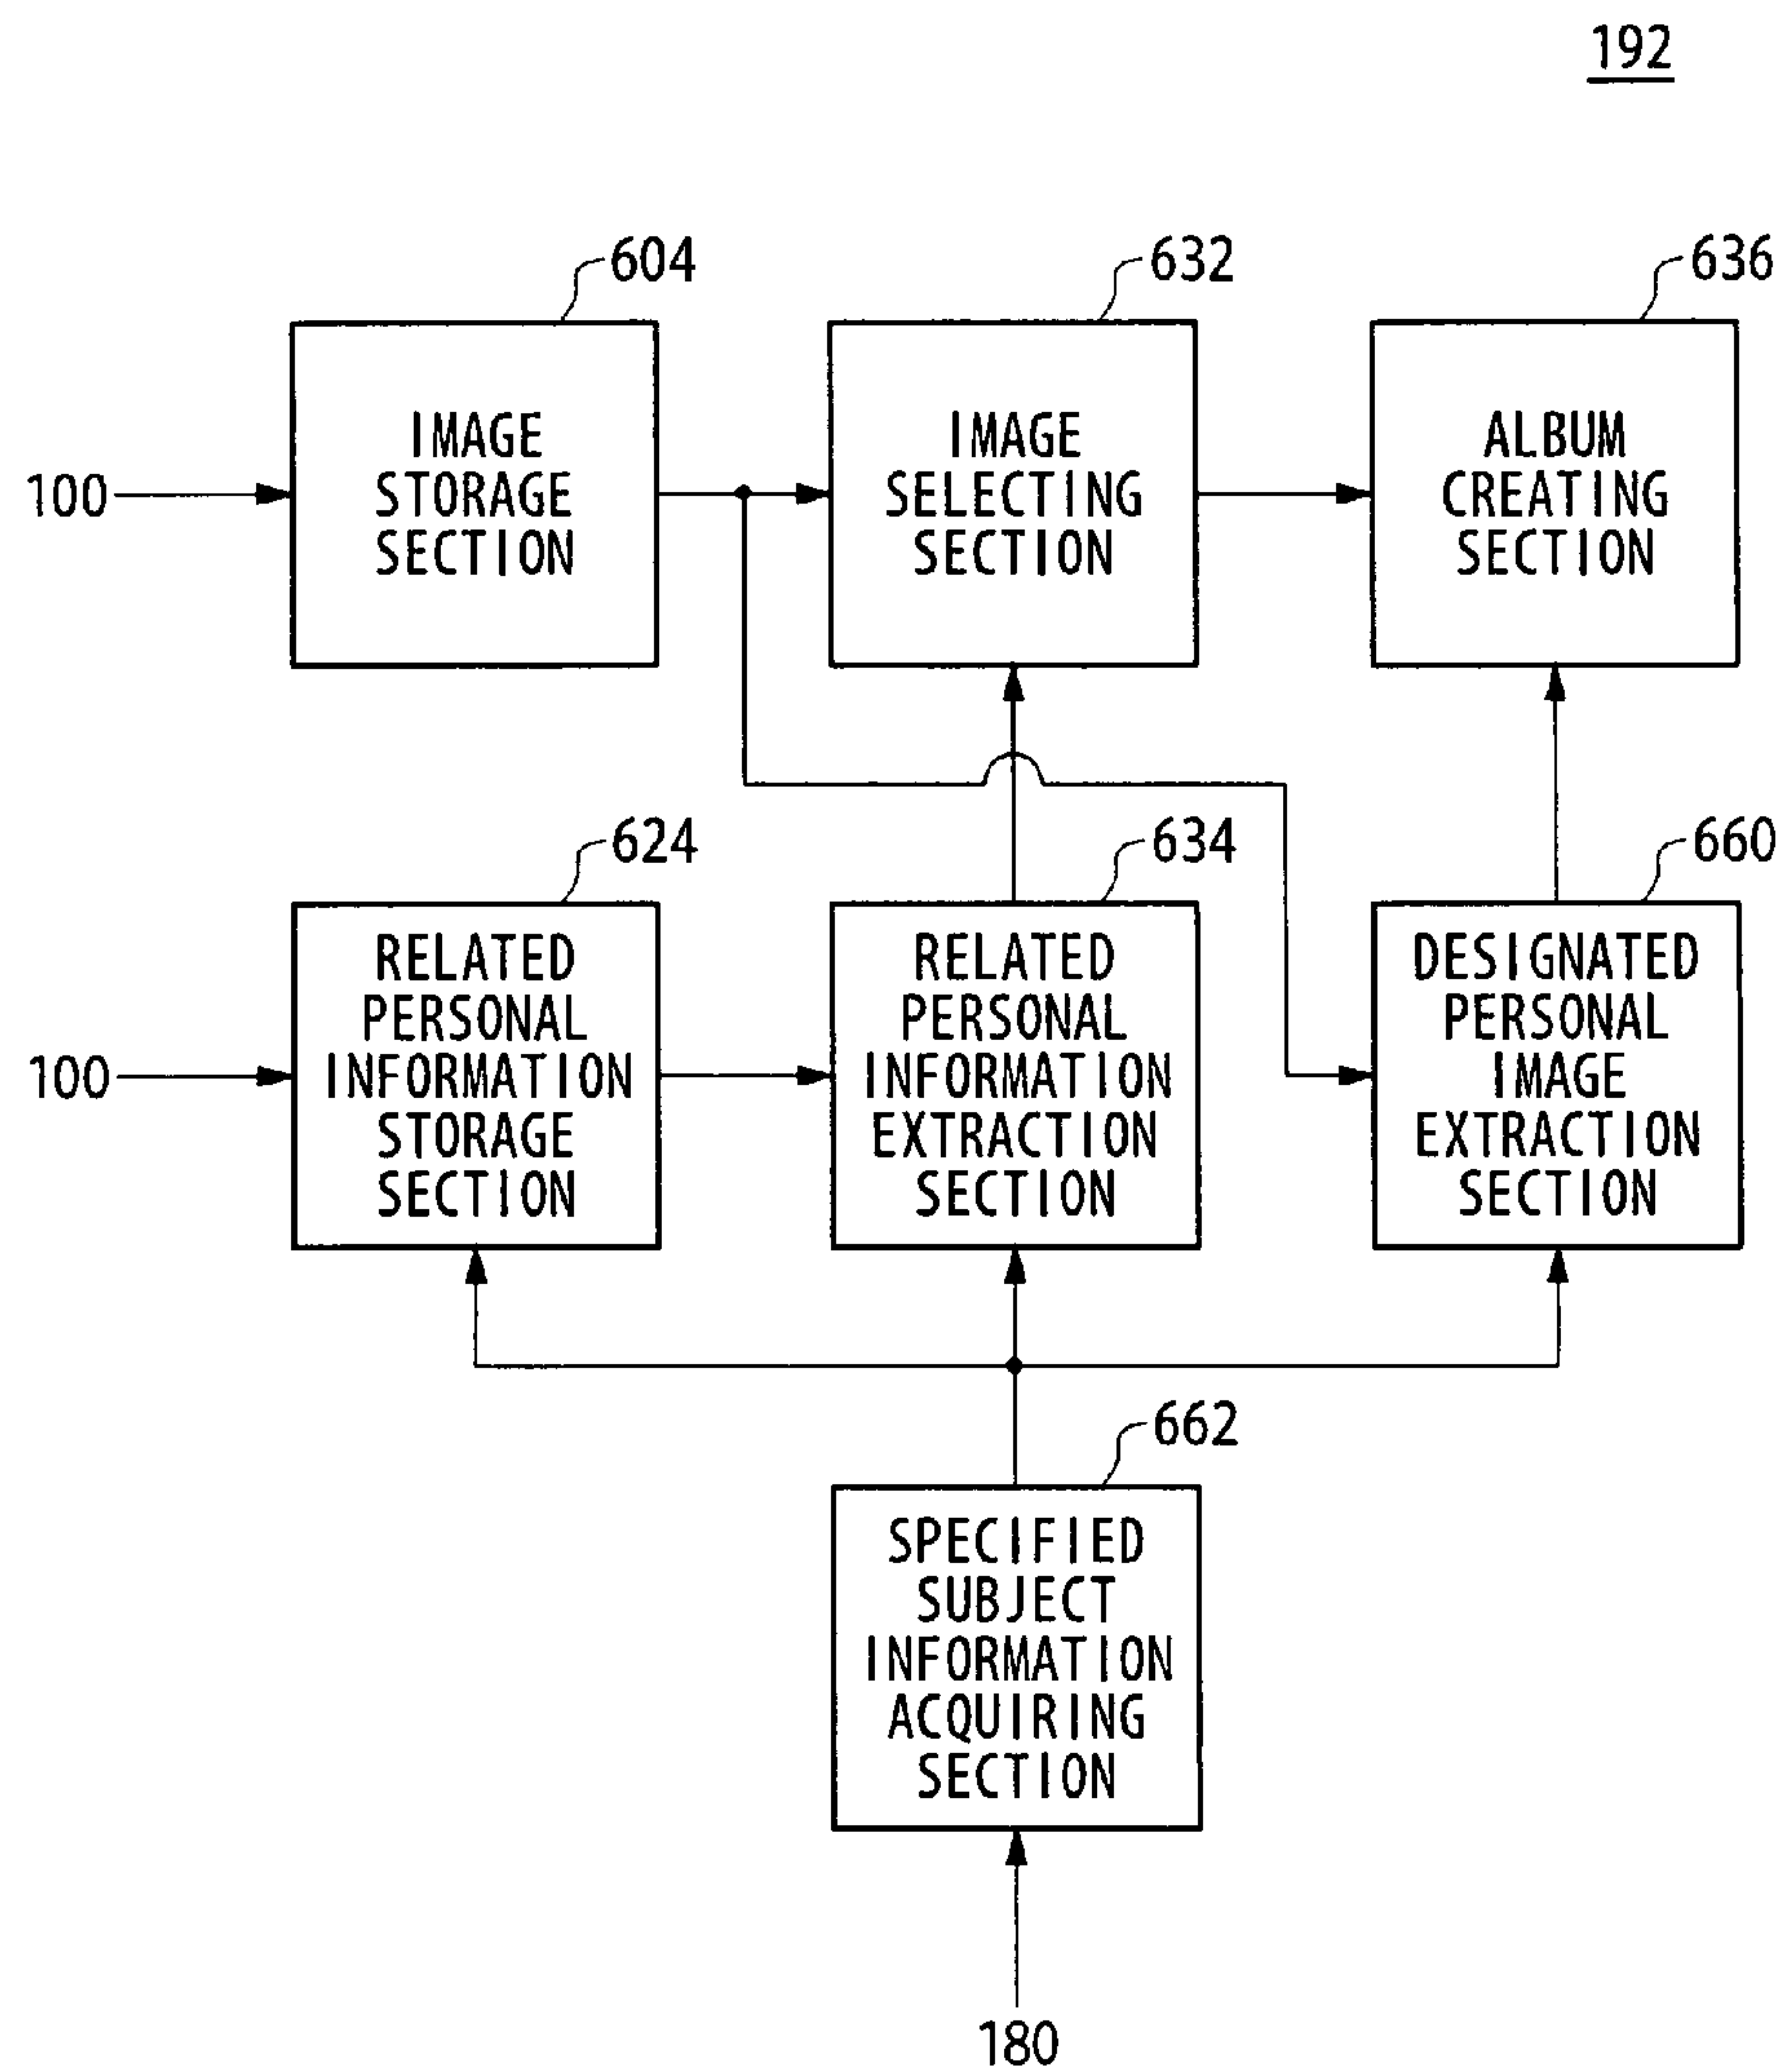 192
604
632
636
IMAGE
STORAGE
SECTION
IMAGE
SELECTING
SECTION
ALBUM
CREATING
SECTION
100
624
634
660
RELATED
PERSONAL
INFORMATION
STORAGE
SECTION
RELATED
PERSONAL
INFORMATION
EXTRACTION
SECTION
DESIGNATED
PERSONAL
IMAGE
EXTRACTION
SECTION
100
662
SPECIFIED
SUBJECT
INFORMATION
ACQUIRING
SECTION
180